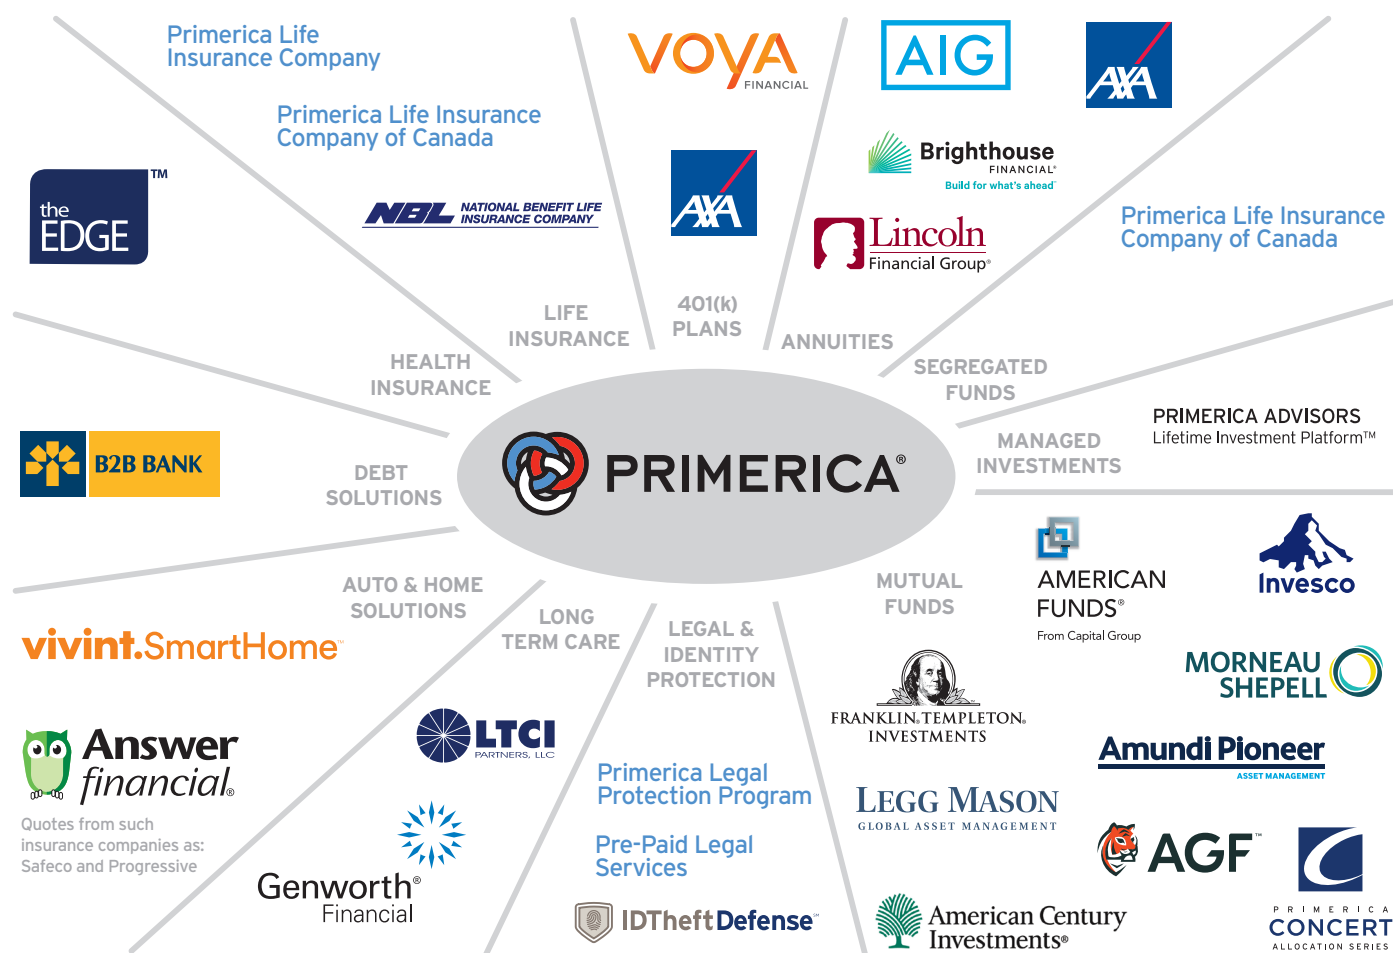 Primerica Life
Insurance Company
Primerica Life Insurance
Company of Canada
NBL NATIONAL BENEFIT LIFE
INSURANCE COMPANY
LIFE
INSURANCE
VOYA
FINANCIAL
AXA
401(k)
PLANS
AIG
AXA
Brighthouse
FINANCIAL®
Build for what's ahead℠
Lincoln
Financial Group®
ANNUITIES
Primerica Life Insurance
Company of Canada
SEGREGATED
FUNDS
the
EDGE
TM
HEALTH
INSURANCE
B2B BANK
DEBT
SOLUTIONS
PRIMERICA®
MANAGED
INVESTMENTS
PRIMERICA ADVISORS
Lifetime Investment Platform™
AUTO & HOME
SOLUTIONS
vivint.SmartHome™
Answer
financial®
Quotes from such
insurance companies as:
Safeco and Progressive
LONG
TERM CARE
LTCI
PARTNERS, LLC
Genworth®
Financial
LEGAL &
IDENTITY
PROTECTION
Primerica Legal
Protection Program
Pre-Paid Legal
Services
IDTheftDefense℠
MUTUAL
FUNDS
AMERICAN
FUNDS®
From Capital Group
Invesco
MORNEAU
SHEPELL
FRANKLIN® TEMPLETON®
INVESTMENTS
Amundi Pioneer
ASSET MANAGEMENT
LEGG MASON
GLOBAL ASSET MANAGEMENT
AGF™
American Century
Investments®
PRIMERICA
CONCERT
ALLOCATION SERIES